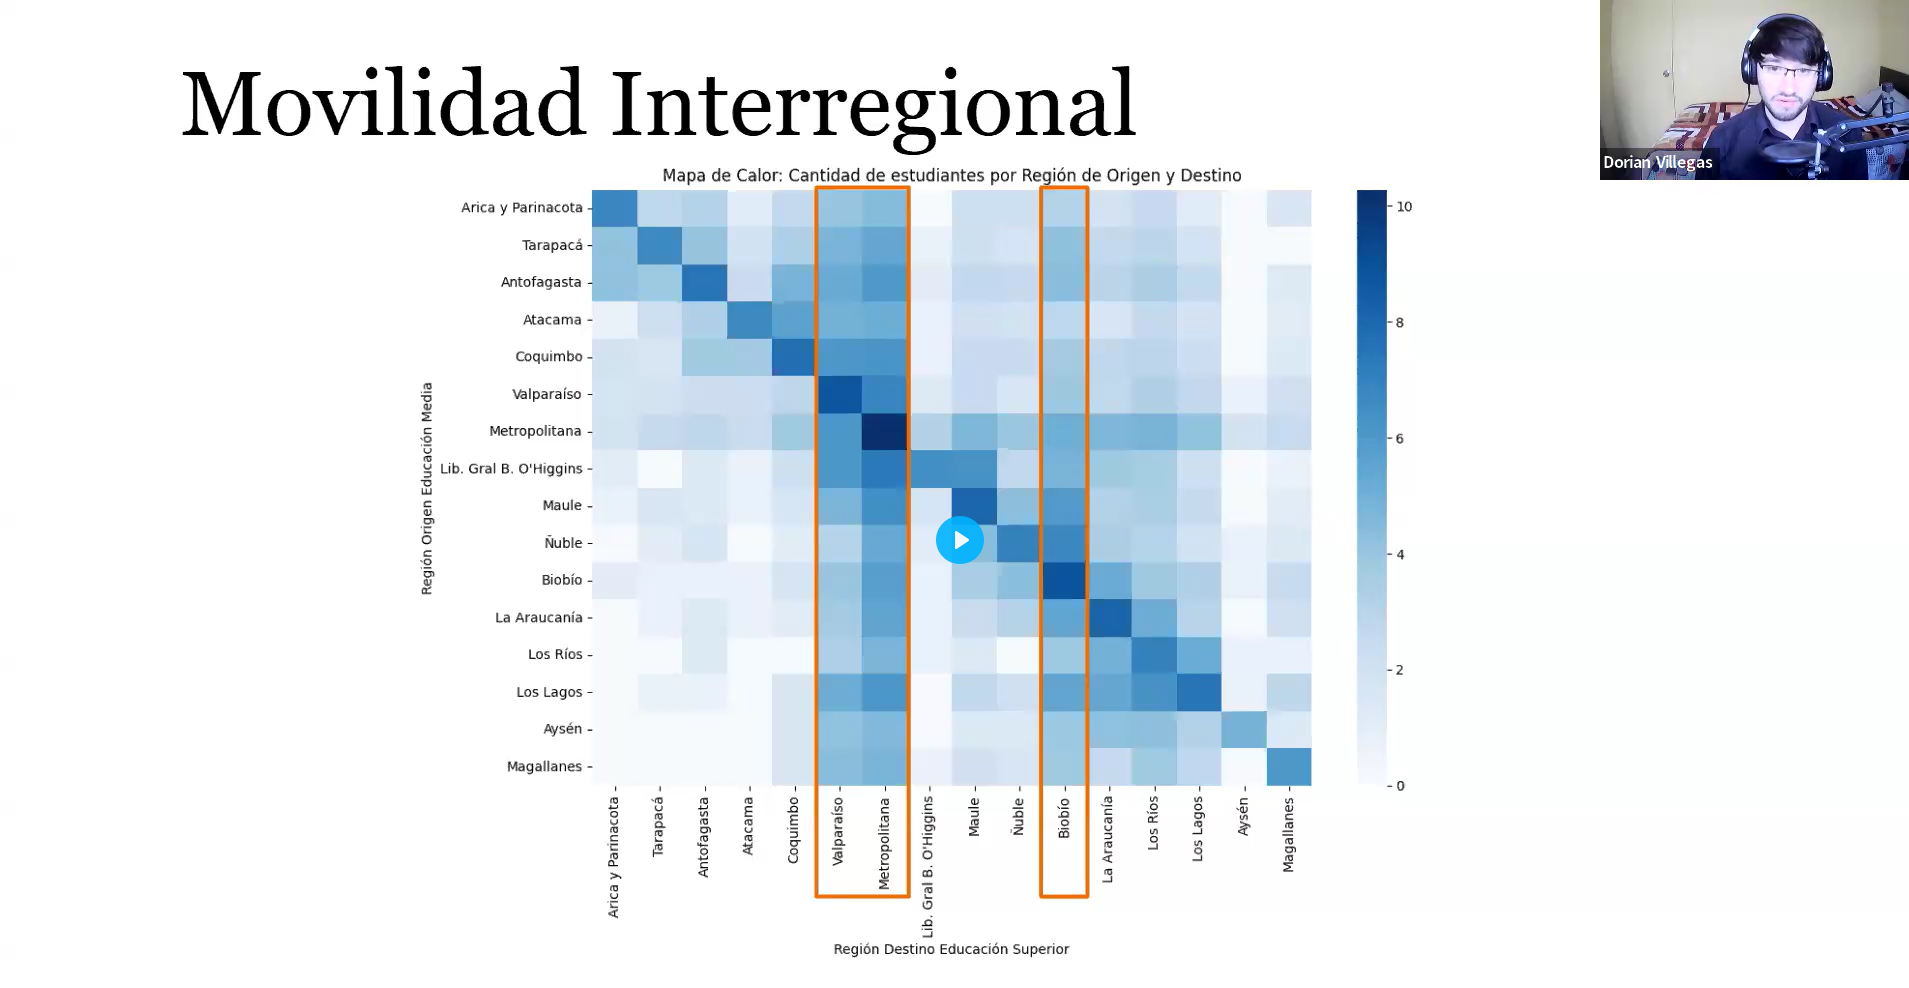 Movilidad Interregional
Dorian Villegas
Mapa de Calor: Cantidad de estudiantes por Región de Origen y Destino
Región Origen Educación Media
Arica y Parinacota
Tarapacá
Antofagasta
Atacama
Coquimbo
Valparaíso
Metropolitana
Lib. Gral B. O'Higgins
Maule
Ñuble
Biobío
La Araucanía
Los Ríos
Los Lagos
Aysén
Magallanes
10
8
6
4
2
0
Arica y Parinacota
Tarapacá
Antofagasta
Atacama
Coquimbo
Valparaíso
Metropolitana
Lib. Gral B. O'Higgins
Maule
Ñuble
Biobío
La Araucanía
Los Ríos
Los Lagos
Aysén
Magallanes
Región Destino Educación Superior